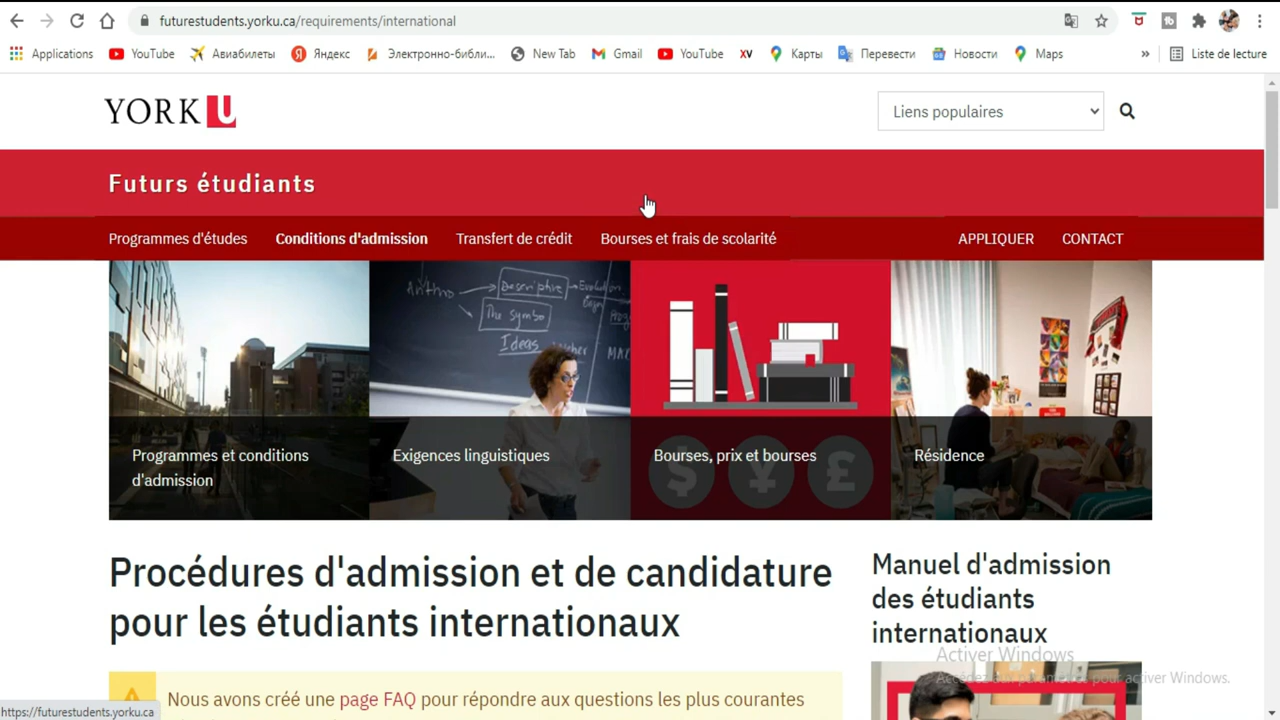 futurestudents.yorku.ca/requirements/international
Applications YouTube Авиабилеты Яндекс Электронно-библи... New Tab Gmail YouTube XV Карты Перевести Новости Maps » Liste de lecture
YORK U
Liens populaires
Futurs étudiants
Programmes d'études Conditions d'admission Transfert de crédit Bourses et frais de scolarité APPLIQUER CONTACT
Descriptive
The Symbo
Ideas
Programmes et conditions
d'admission
Exigences linguistiques
Bourses, prix et bourses
Résidence
$ ¥ £
Procédures d'admission et de candidature
pour les étudiants internationaux
Manuel d'admission
des étudiants
internationaux
Activer Windows
Nous avons créé une page FAQ pour répondre aux questions les plus courantes
https://futurestudents.yorku.ca